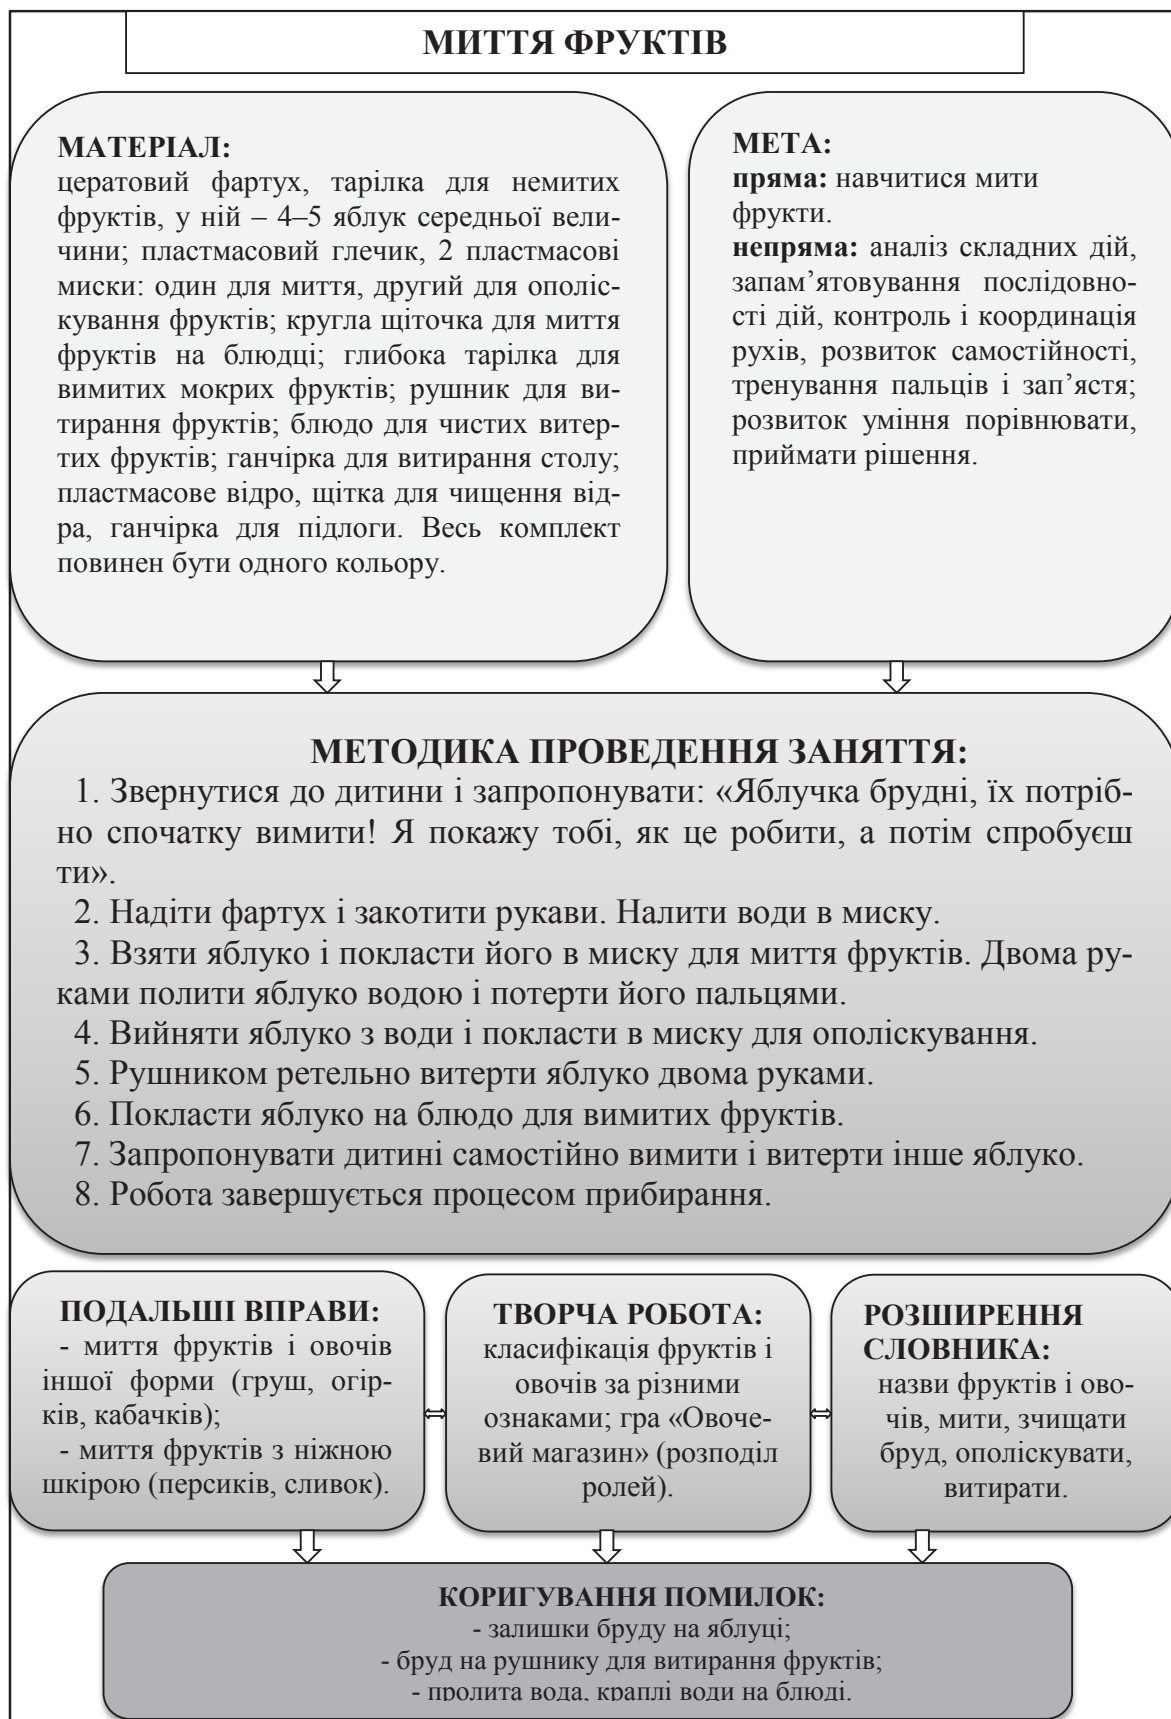 МИТТЯ ФРУКТІВ
МАТЕРІАЛ:
цератовий фартух, тарілка для немитих
фруктів, у ній – 4–5 яблук середньої вели-
чини; пластмасовий глечик, 2 пластмасові
миски: один для миття, другий для ополіс-
кування фруктів; кругла щіточка для миття
фруктів на блюдці; глибока тарілка для
вимитих мокрих фруктів; рушник для ви-
тирання фруктів; блюдо для чистих витер-
тих фруктів; ганчірка для витирання столу;
пластмасове відро, щітка для чищення від-
ра, ганчірка для підлоги. Весь комплект
повинен бути одного кольору.
МЕТА:
пряма: навчитися мити
фрукти.
непряма: аналіз складних дій,
запам’ятовування послідовно-
сті дій, контроль і координація
рухів, розвиток самостійності,
тренування пальців і зап’ястя;
розвиток уміння порівнювати,
приймати рішення.
МЕТОДИКА ПРОВЕДЕННЯ ЗАНЯТТЯ:
1. Звернутися до дитини і запропонувати: «Яблучка брудні, їх потріб-
но спочатку вимити! Я покажу тобі, як це робити, а потім спробуєш
ти».
2. Надіти фартух і закотити рукави. Налити води в миску.
3. Взяти яблуко і покласти його в миску для миття фруктів. Двома ру-
ками полити яблуко водою і потерти його пальцями.
4. Вийняти яблуко з води і покласти в миску для ополіскування.
5. Рушником ретельно витерти яблуко двома руками.
6. Покласти яблуко на блюдо для вимитих фруктів.
7. Запропонувати дитині самостійно вимити і витерти інше яблуко.
8. Робота завершується процесом прибирання.
ПОДАЛЬШІ ВПРАВИ:
- миття фруктів і овочів
іншої форми (груш, огір-
ків, кабачків);
- миття фруктів з ніжною
шкірою (персиків, сливок).
ТВОРЧА РОБОТА:
класифікація фруктів і
овочів за різними
ознаками; гра «Овоче-
вий магазин» (розподіл
ролей).
РОЗШИРЕННЯ
СЛОВНИКА:
назви фруктів і ово-
чів, мити, зчищати
бруд, ополіскувати,
витирати.
КОРИГУВАННЯ ПОМИЛОК:
- залишки бруду на яблуці;
- бруд на рушнику для витирання фруктів;
- пролита вода, краплі води на блюді.